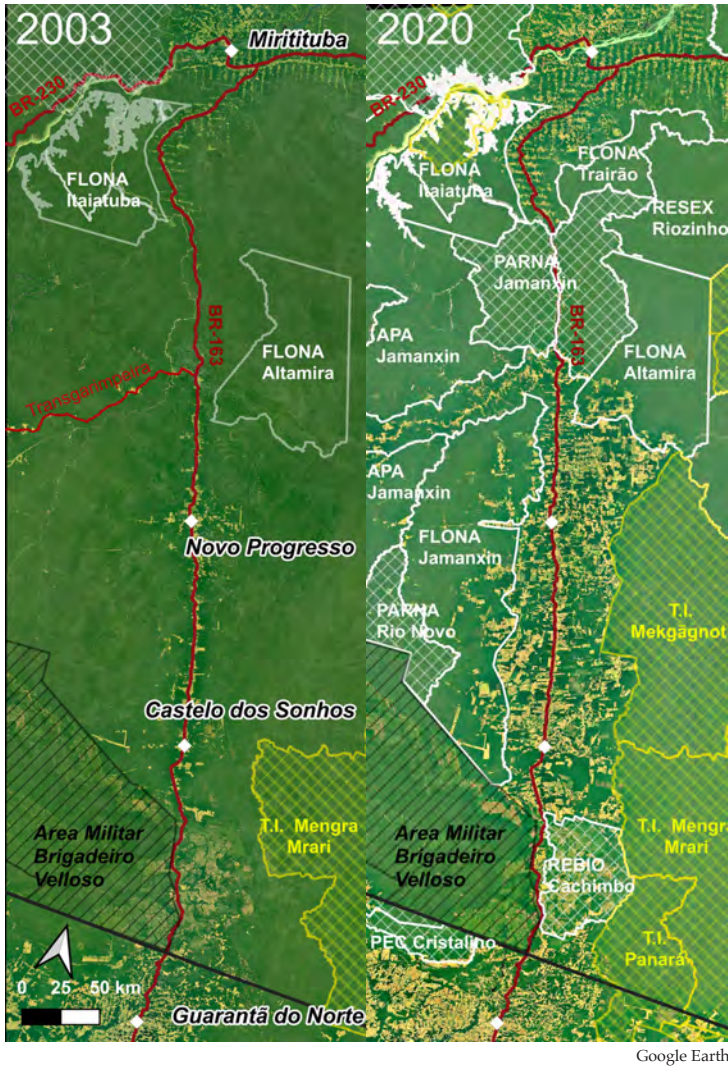 2003
Miritituba
BR-230
FLONA
Itaiatuba
BR-163
FLONA
Altamira
Transganmpaira
Novo Progresso
Castelo dos Sonhos
Area Militar
Brigadeiro
Velloso
T.I. Mengra
Mrari
0 25 50 km
Guarantã do Norte
2020
BR-230
FLONA
Itaiatuba
FLONA
Trairão
RESEX
Riozinho
PARNA
Jamanxin
APA
Jamanxin
BR-163
FLONA
Altamira
APA
Jamanxin
FLONA
Jamanxin
PARNA
Rio Novo
T.I.
Mekgãgnot
Area Militar
Brigadeiro
Velloso
T.I. Mengra
Mrari
REBIO
Cachimbo
PEC Cristalino
T.I.
Panará
Google Earth